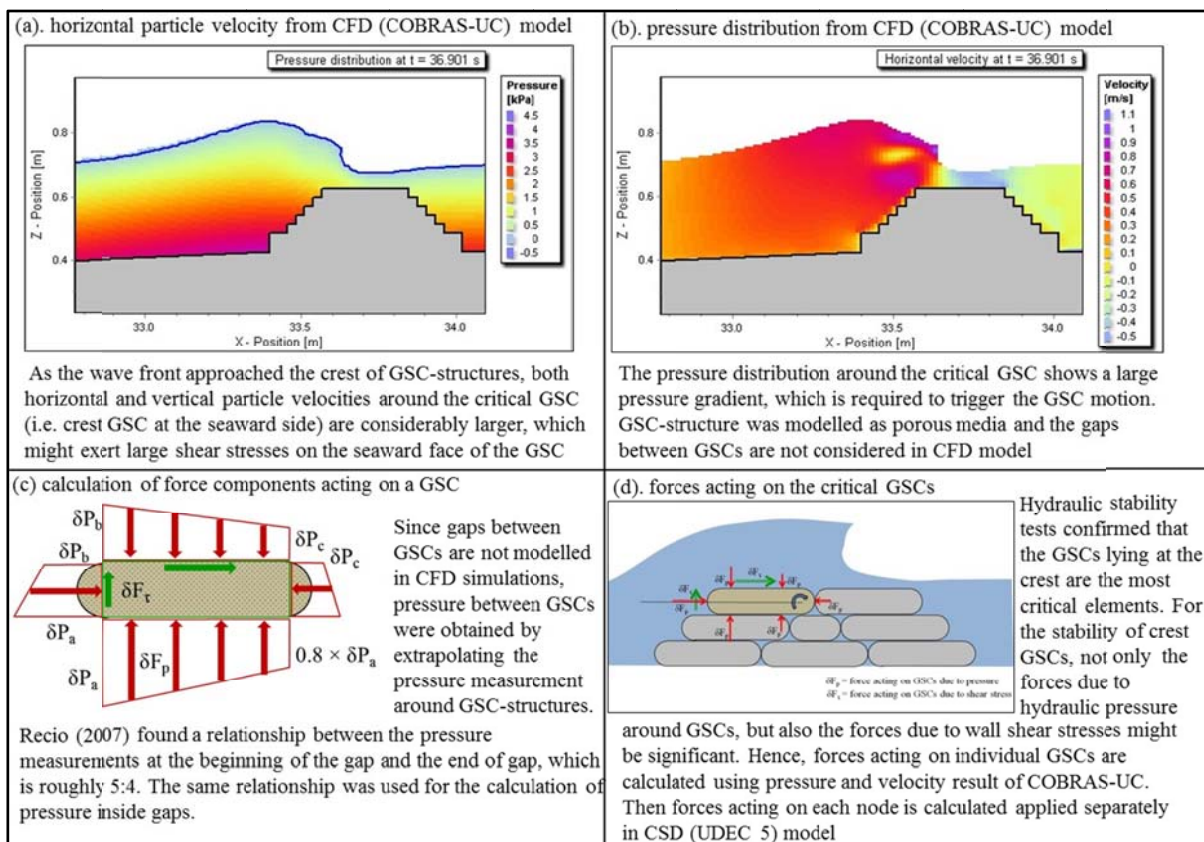 (a). horizontal particle velocity from CFD (COBRAS-UC) model
Pressure distribution at t = 36.901 s
Pressure
[kPa]
4.5
4
3.5
3
2.5
2
1.5
1
0.5
0
-0.5
Z - Position [m]
0.8
0.6
0.4
33.0
33.5
34.0
X - Position [m]
As the wave front approached the crest of GSC-structures, both
horizontal and vertical particle velocities around the critical GSC
(i.e. crest GSC at the seaward side) are considerably larger, which
might exert large shear stresses on the seaward face of the GSC
(b). pressure distribution from CFD (COBRAS-UC) model
Horizontal velocity at t = 36.901 s
Velocity
[m/s]
1.1
1
0.9
0.8
0.7
0.6
0.5
0.4
0.3
0.2
0.1
0
-0.1
-0.2
-0.3
-0.4
-0.5
Z - Position [m]
0.8
0.6
0.4
33.0
33.5
34.0
X - Position [m]
The pressure distribution around the critical GSC shows a large
pressure gradient, which is required to trigger the GSC motion.
GSC-structure was modelled as porous media and the gaps
between GSCs are not considered in CFD model
(c) calculation of force components acting on a GSC
δPb
δPb
δPc
δPc
δFτ
δPa
δPa
δFp
0.8 × δPa
Since gaps between
GSCs are not modelled
in CFD simulations,
pressure between GSCs
were obtained by
extrapolating the
pressure measurement
around GSC-structures.
Recio (2007) found a relationship between the pressure
measurements at the beginning of the gap and the end of gap, which
is roughly 5:4. The same relationship was used for the calculation of
pressure inside gaps.
(d). forces acting on the critical GSCs
δFp
δFτ
δFp
δFτ
δFp
δFp
δFp
δFp
δFp = force acting on GSCs due to pressure
δFτ = force acting on GSCs due to shear stress
Hydraulic stability
tests confirmed that
the GSCs lying at the
crest are the most
critical elements. For
the stability of crest
GSCs, not only the
forces due to
hydraulic pressure
around GSCs, but also the forces due to wall shear stresses might
be significant. Hence, forces acting on individual GSCs are
calculated using pressure and velocity result of COBRAS-UC.
Then forces acting on each node is calculated applied separately
in CSD (UDEC 5) model